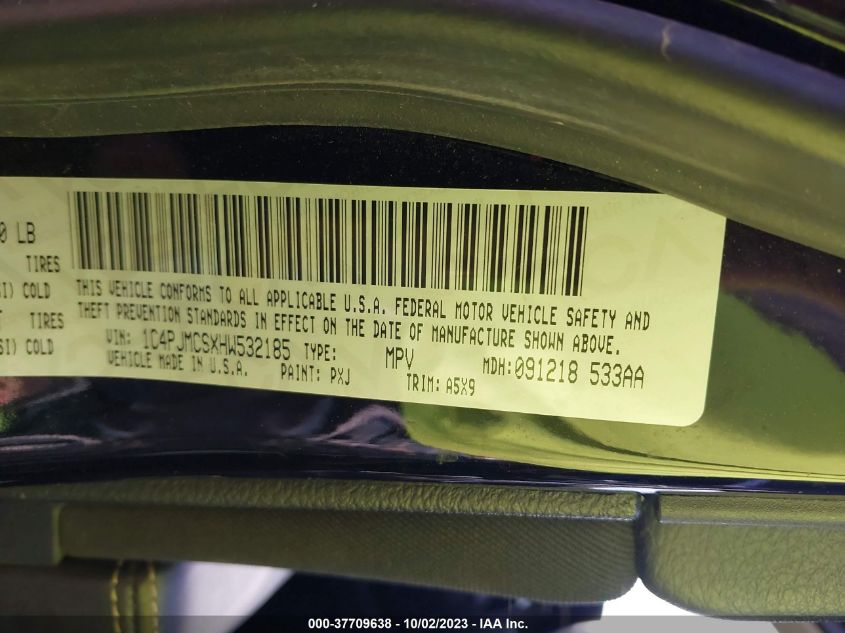 0 LB
TIRES
SI) COLD
TIRES
SI) COLD
THIS VEHICLE CONFORMS TO ALL APPLICABLE U.S.A. FEDERAL MOTOR VEHICLE SAFETY AND
THEFT PREVENTION STANDARDS IN EFFECT ON THE DATE OF MANUFACTURE SHOWN ABOVE.
VIN: 1C4PJMCSXHW532185 TYPE: MPV MDH:091218 533AA
VEHICLE MADE IN U.S.A. PAINT: PXJ TRIM: A5X9
000-37709638 - 10/02/2023 - IAA Inc.